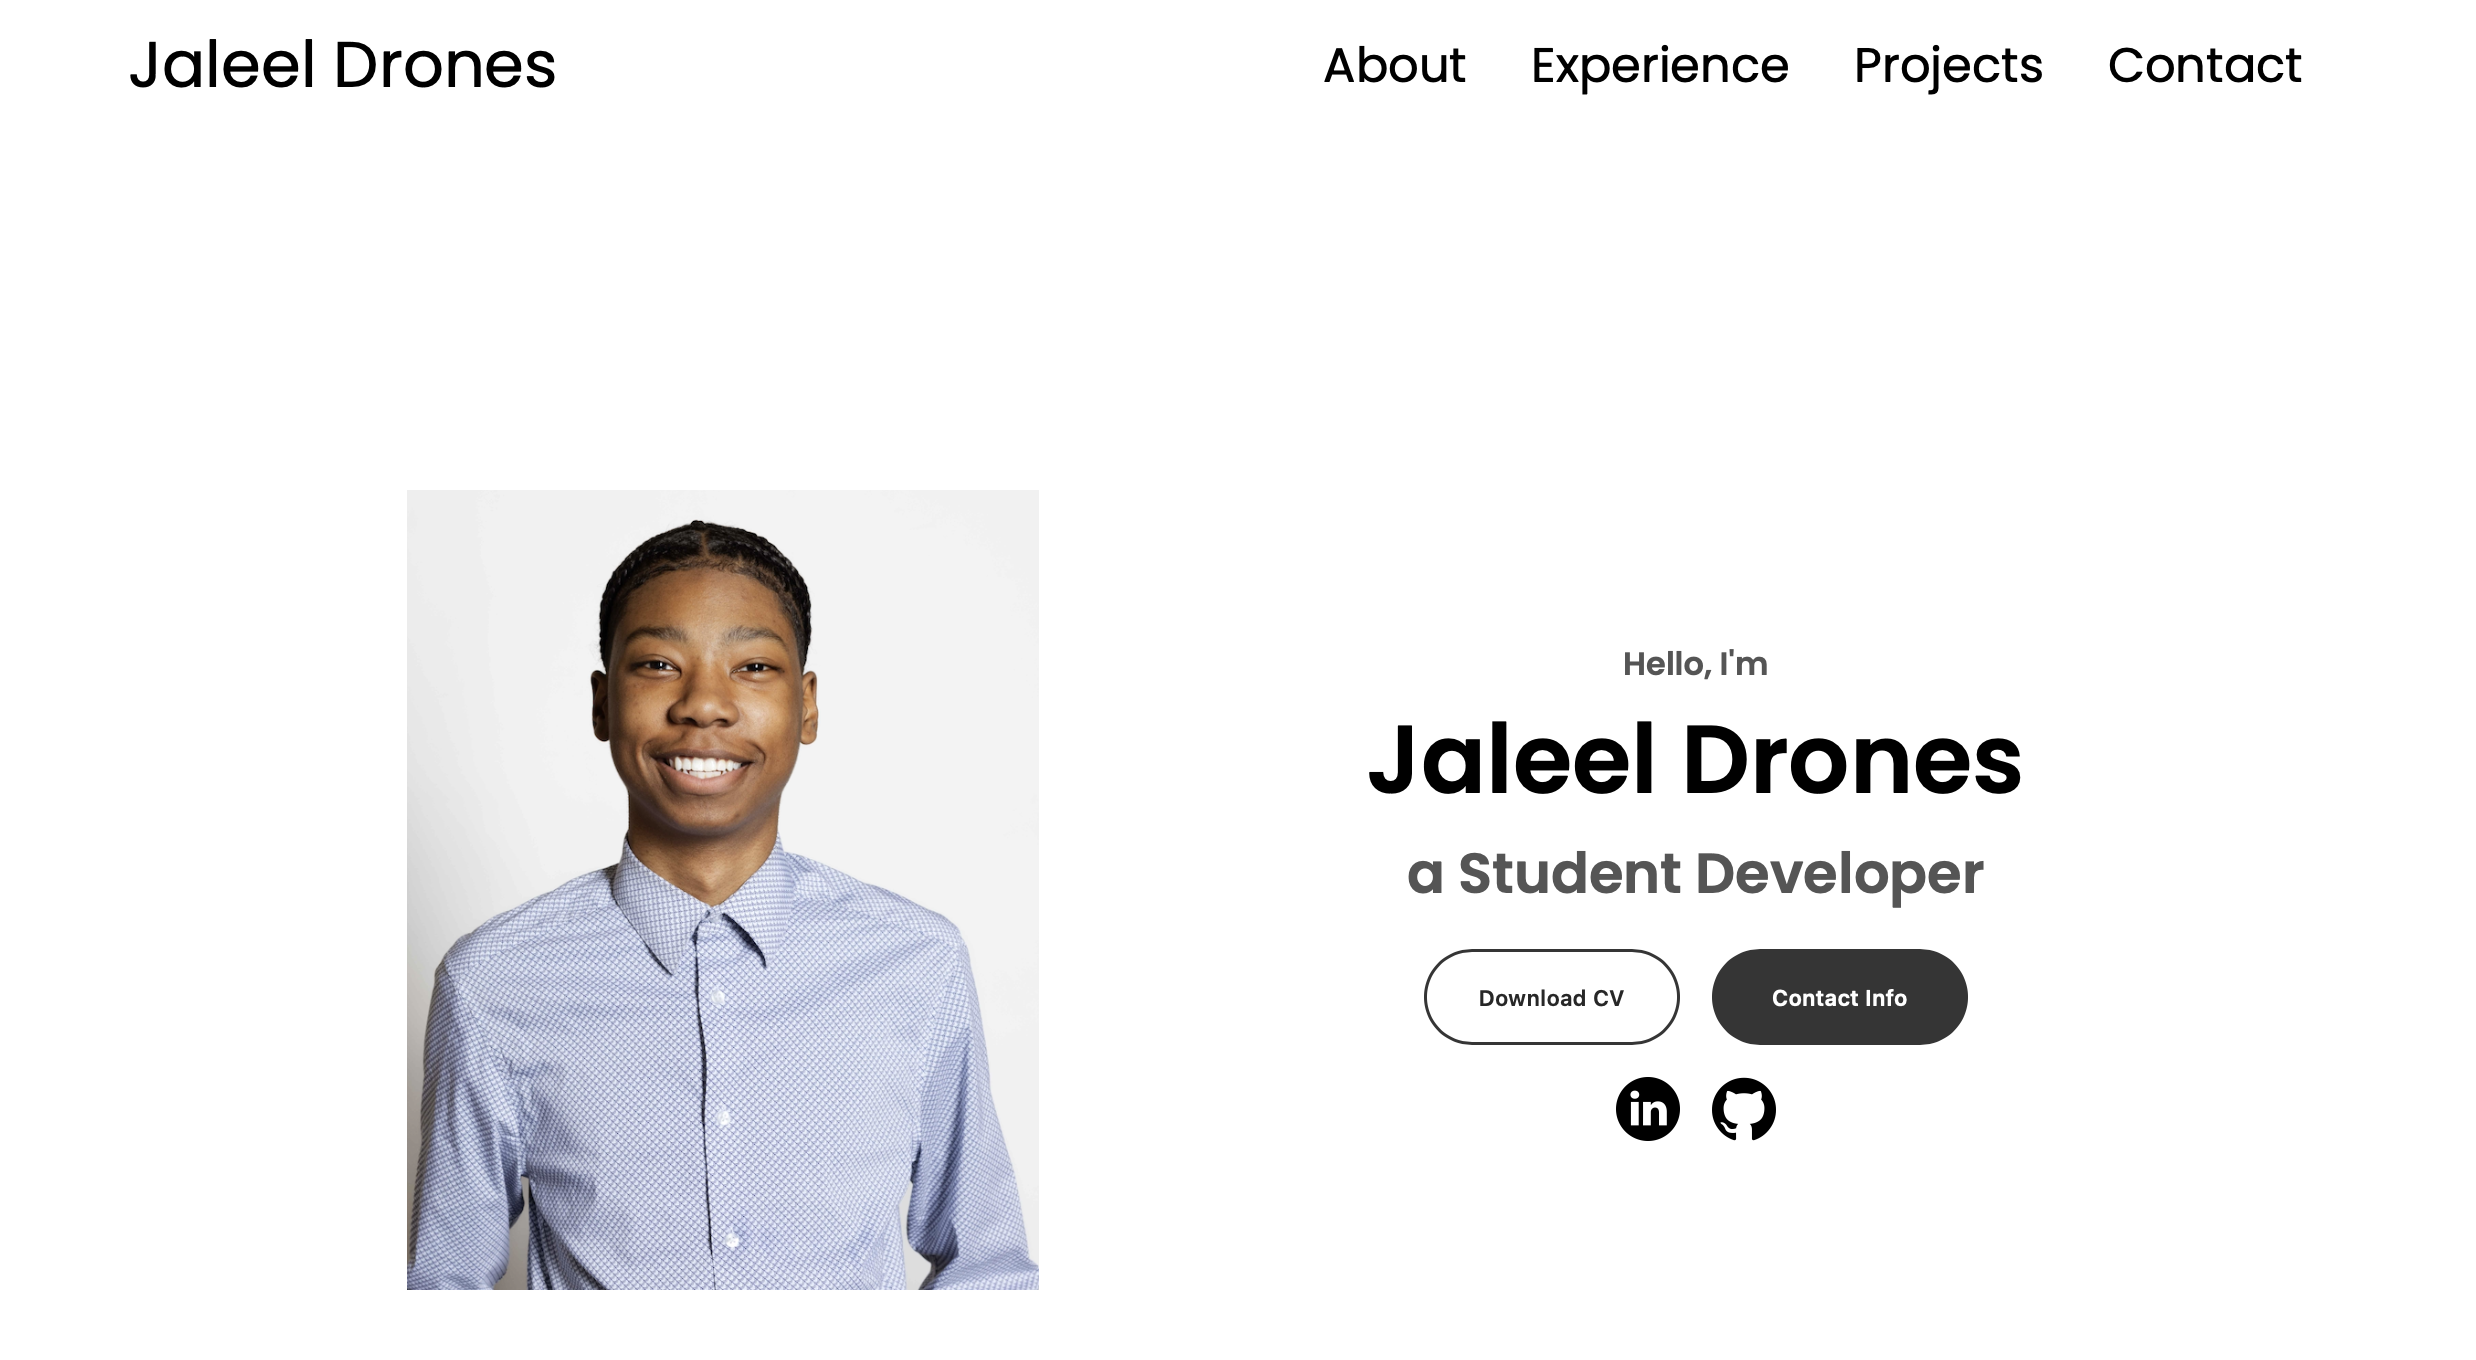 Jaleel Drones
About Experience Projects Contact
Hello, I'm
Jaleel Drones
a Student Developer
Download CV
Contact Info
in